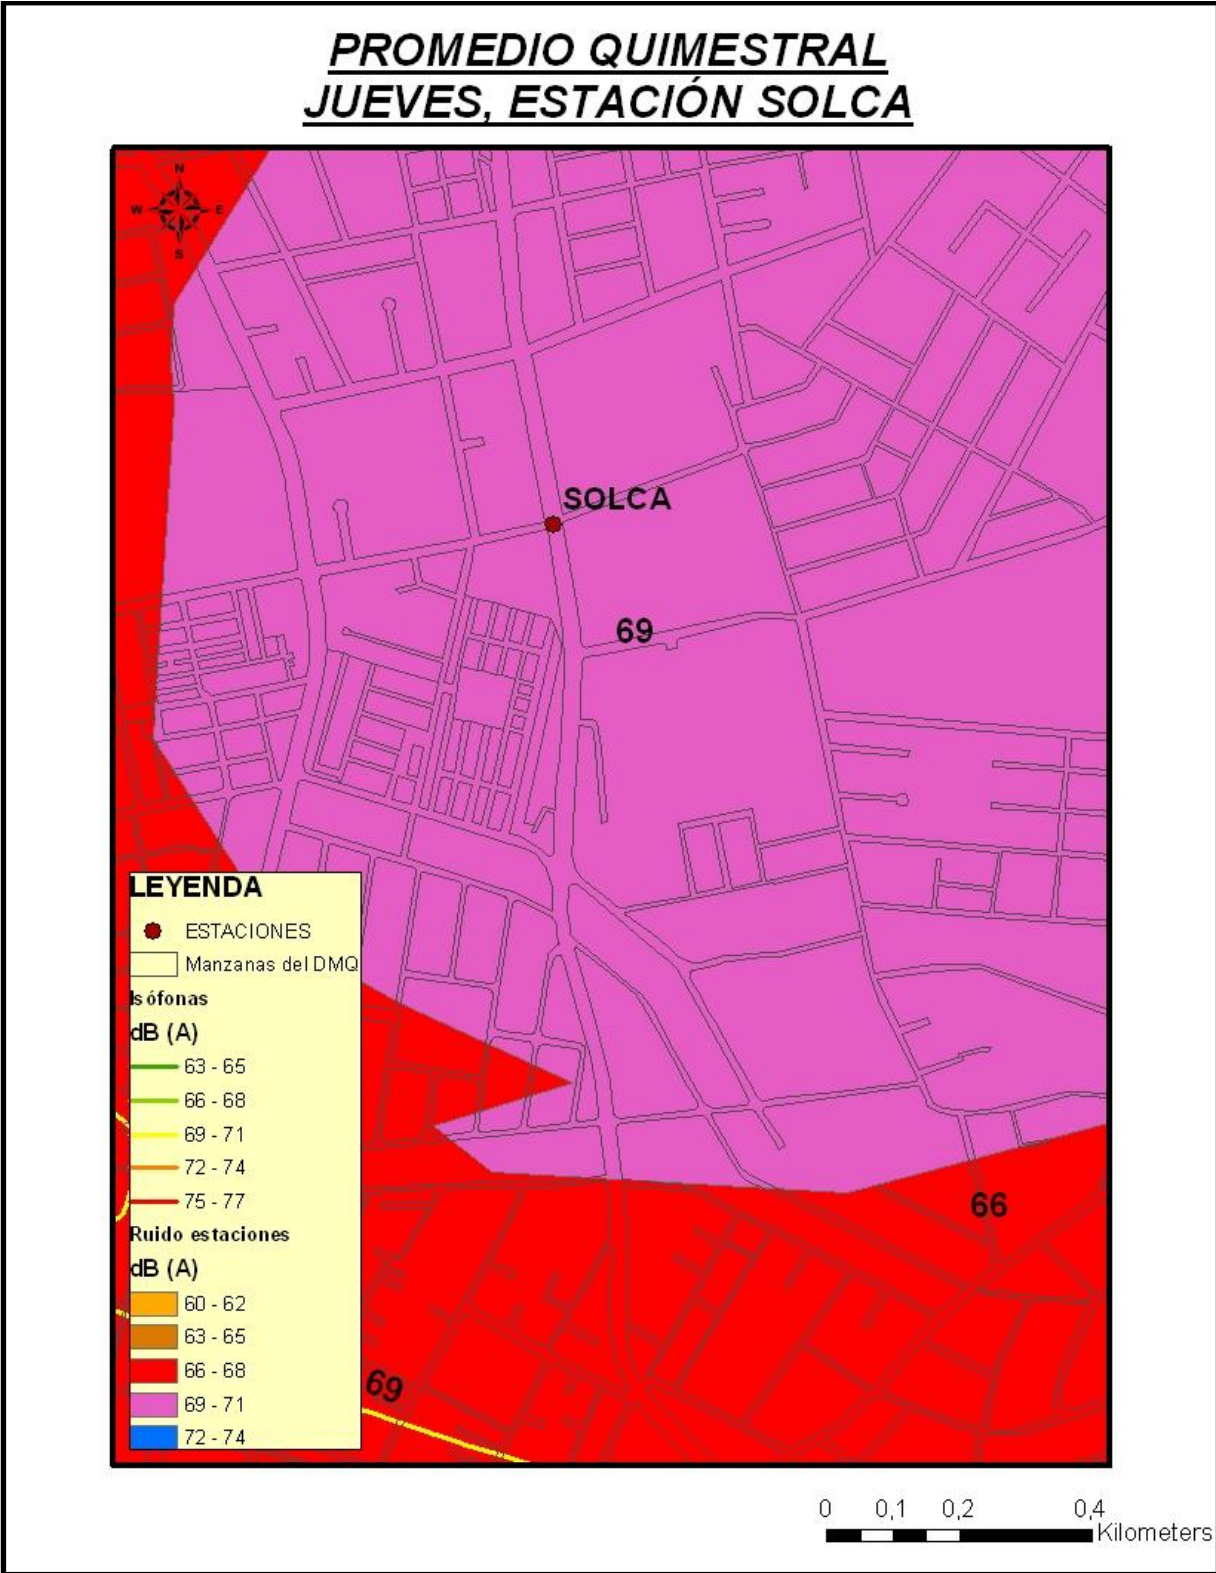 PROMEDIO QUIMESTRAL
JUEVES, ESTACIÓN SOLCA
N
W E
S
SOLCA
69
66
69
LEYENDA
ESTACIONES
Manzanas del DMQ
Isófonas
dB (A)
63 - 65
66 - 68
69 - 71
72 - 74
75 - 77
Ruido estaciones
dB (A)
60 - 62
63 - 65
66 - 68
69 - 71
72 - 74
0 0,1 0,2 0,4
Kilometers